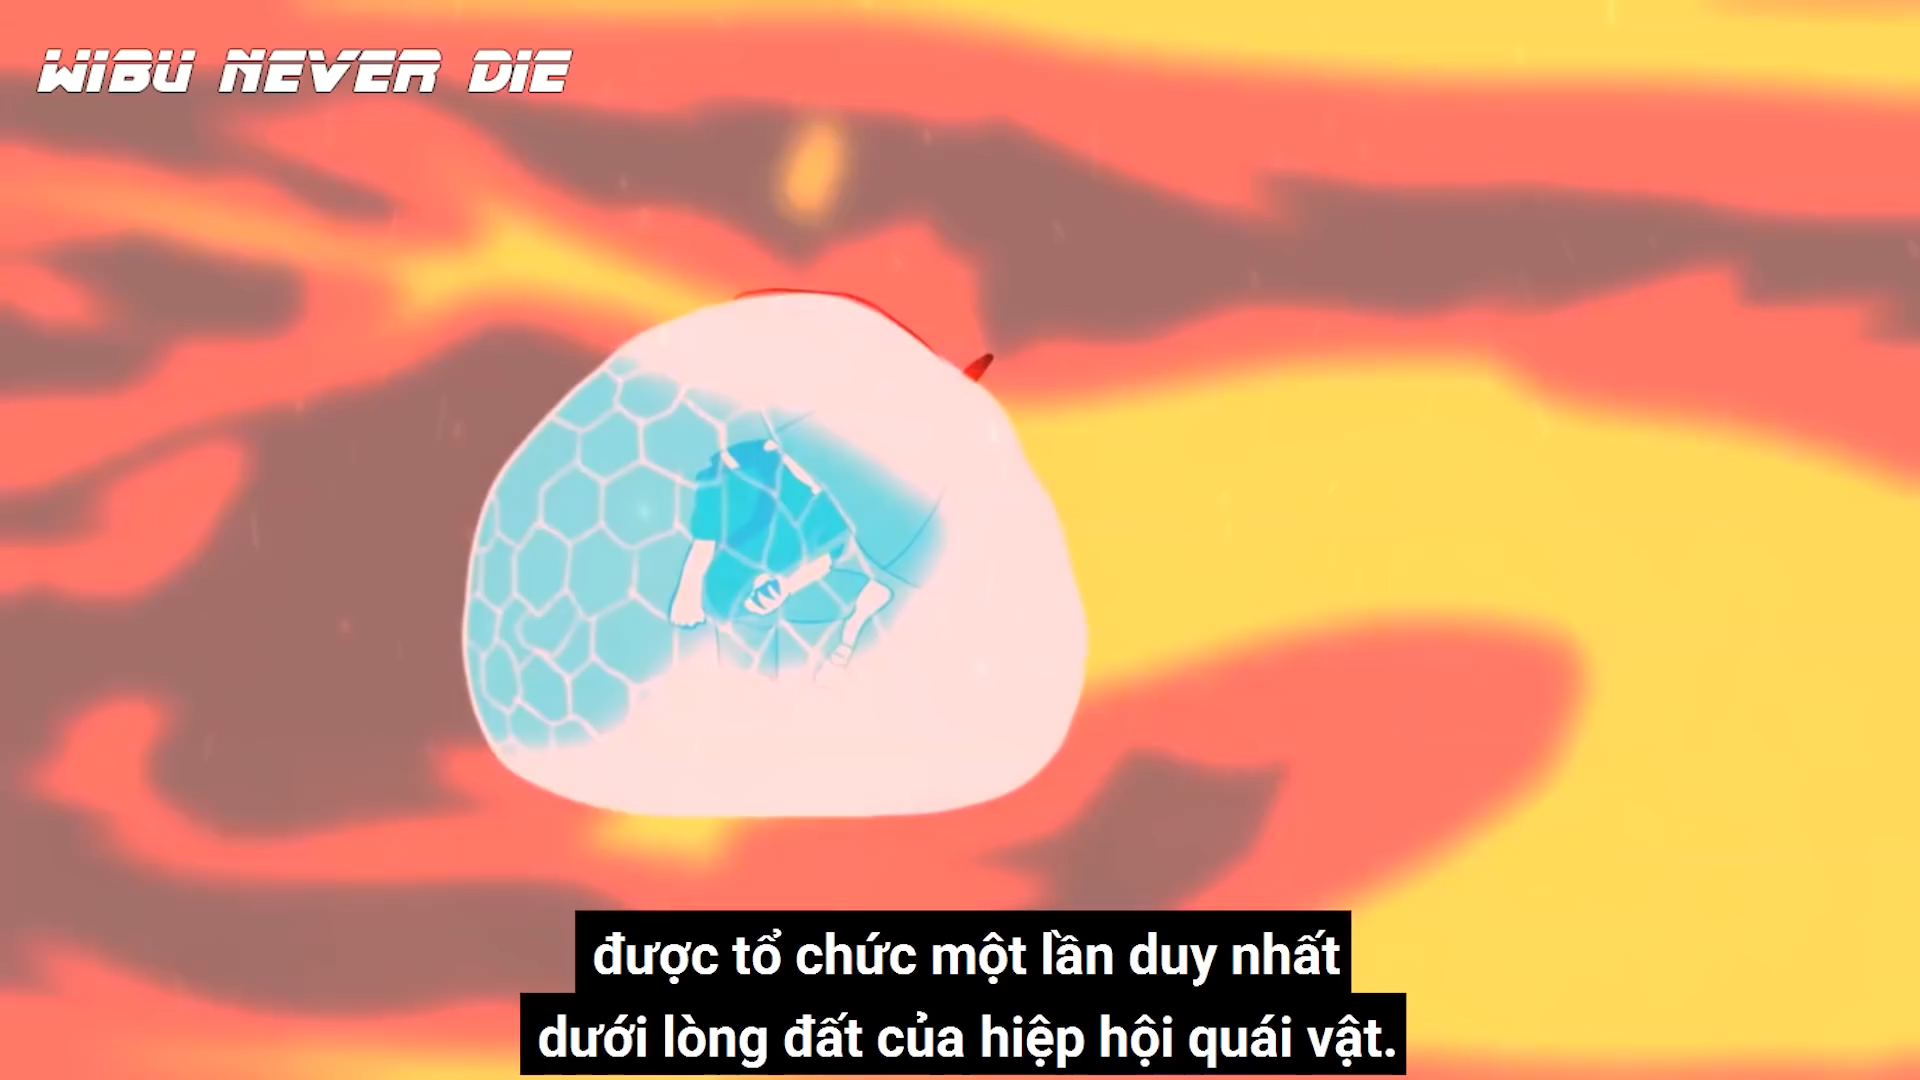 WIBU NEVER DIE
được tổ chức một lần duy nhất
dưới lòng đất của hiệp hội quái vật.